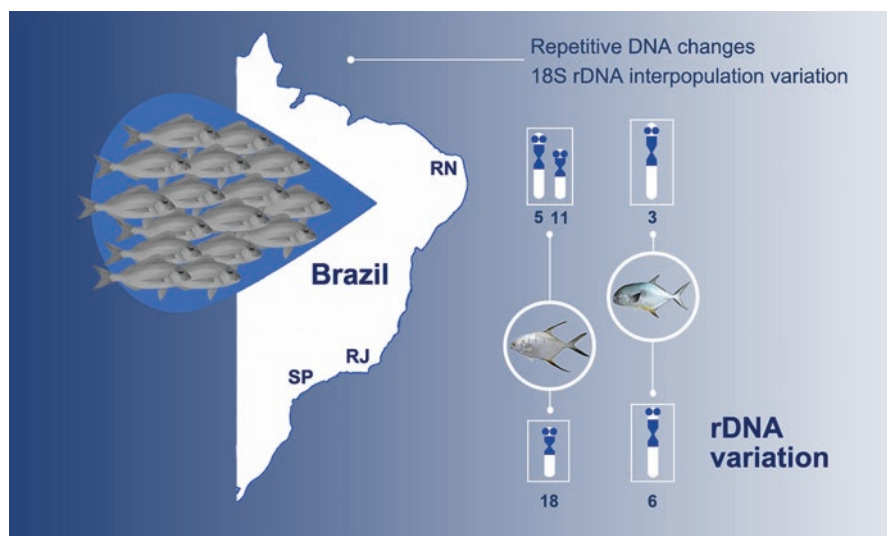 Repetitive DNA changes
18S rDNA interpopulation variation
RN
5 11
3
Brazil
RJ
SP
rDNA
variation
18
6